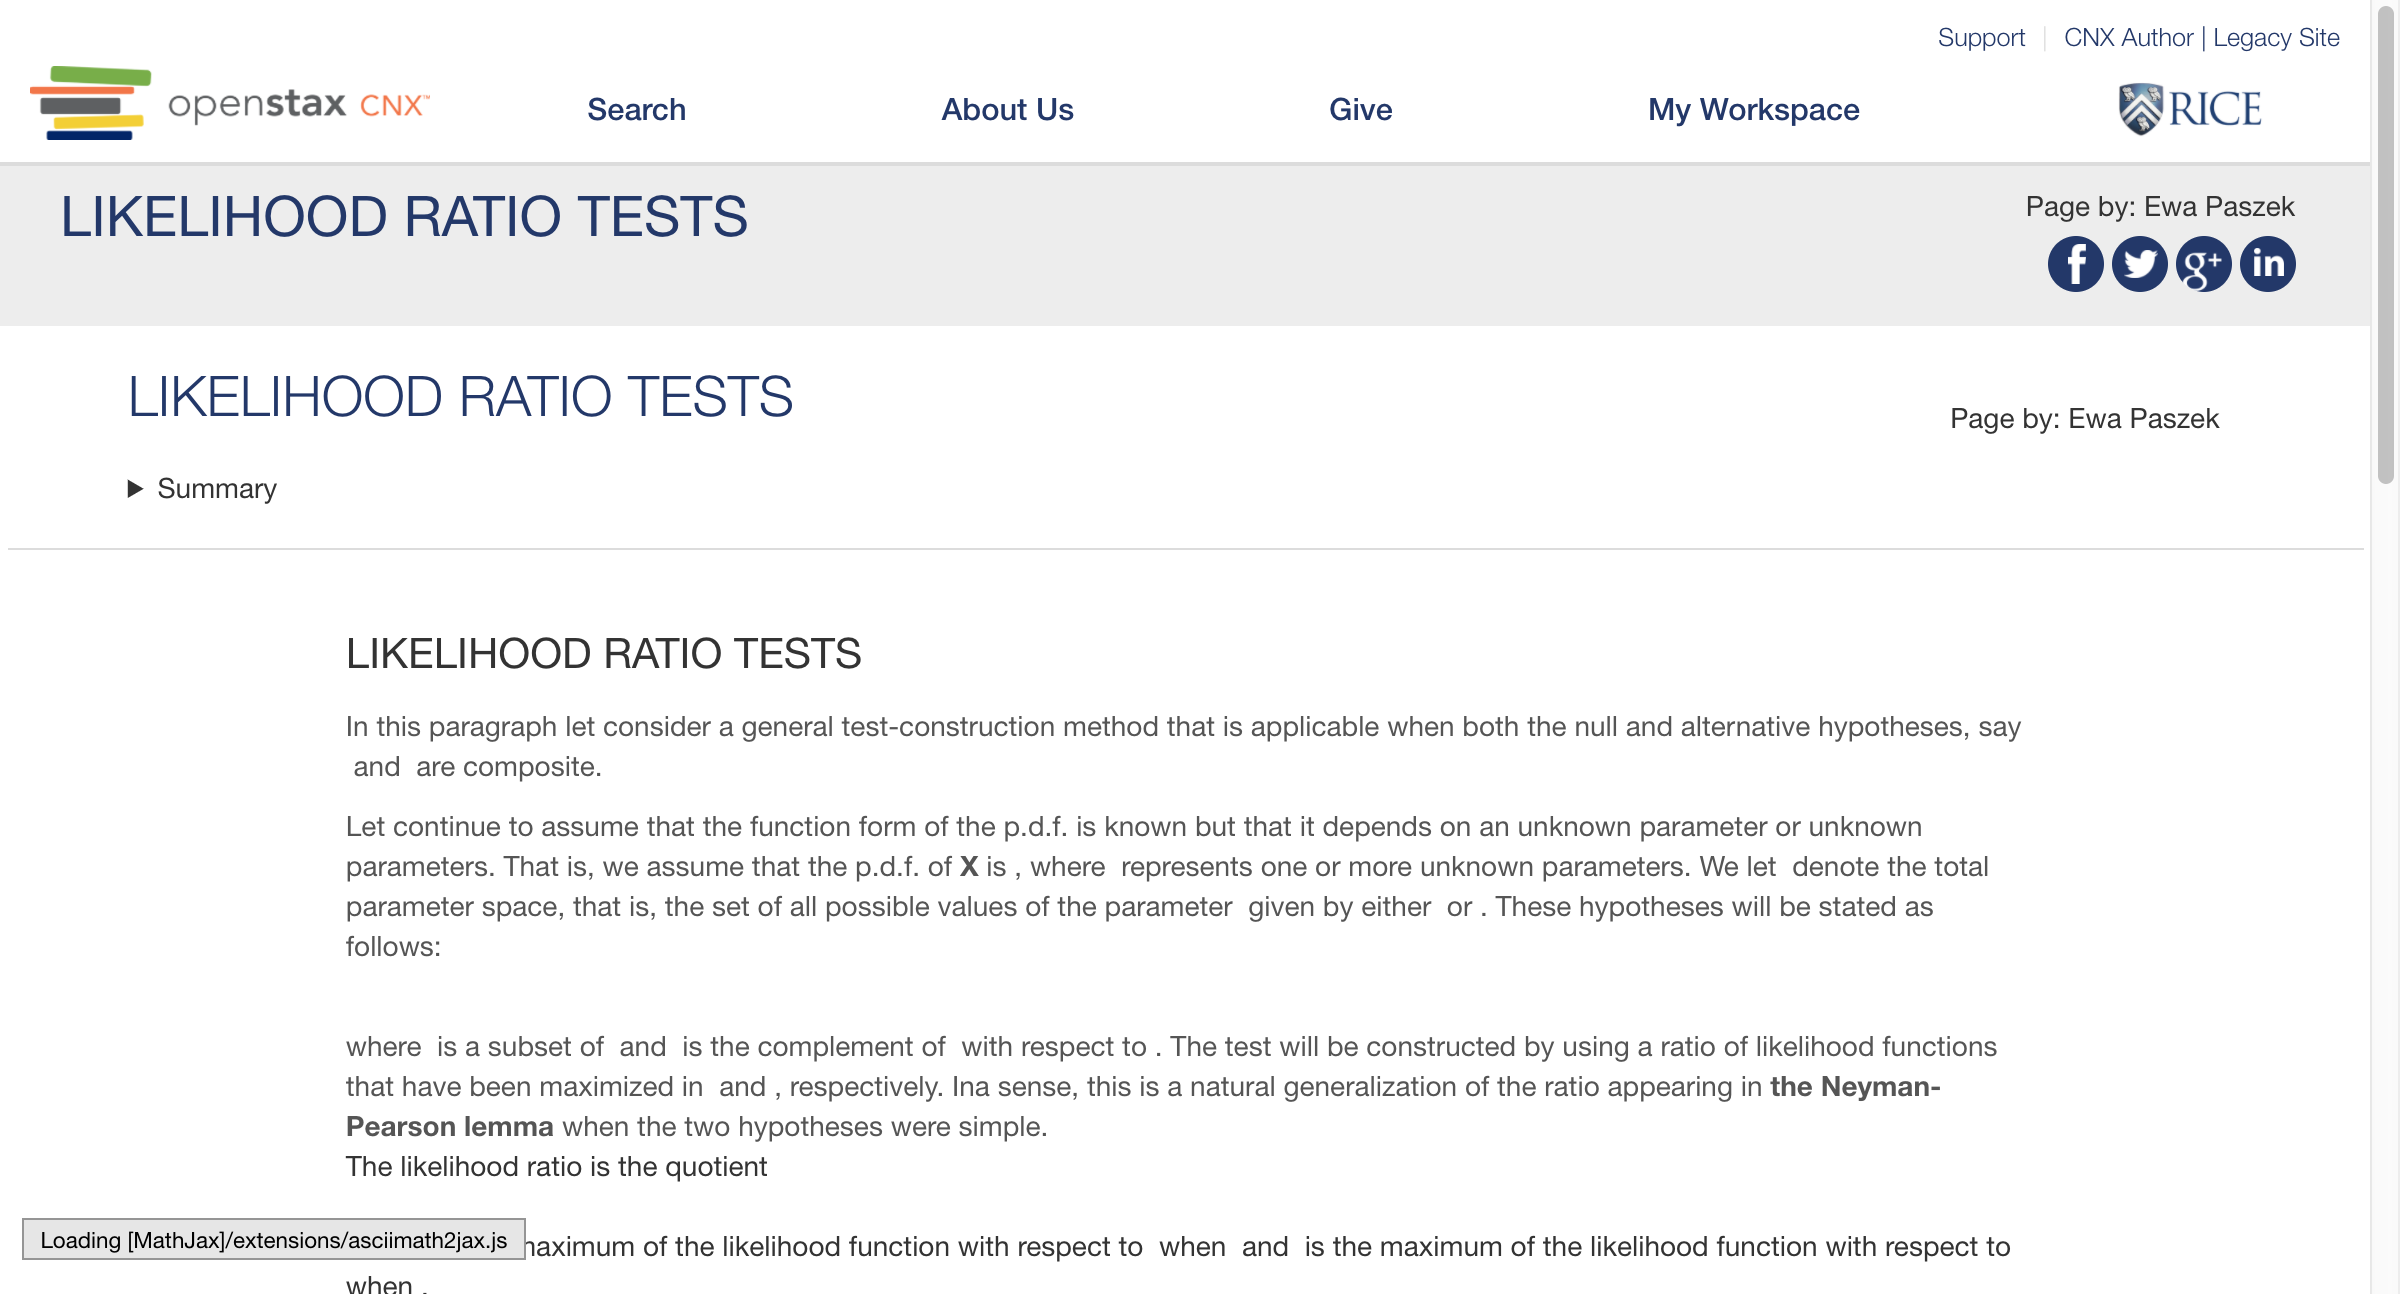 Support
CNX Author | Legacy Site
openstax CNX™
Search
About Us
Give
My Workspace
RICE
LIKELIHOOD RATIO TESTS
Page by: Ewa Paszek
f
g+
in
LIKELIHOOD RATIO TESTS
Page by: Ewa Paszek
Summary
LIKELIHOOD RATIO TESTS
In this paragraph let consider a general test-construction method that is applicable when both the null and alternative hypotheses, say
and are composite.
Let continue to assume that the function form of the p.d.f. is known but that it depends on an unknown parameter or unknown
parameters. That is, we assume that the p.d.f. of X is , where represents one or more unknown parameters. We let denote the total
parameter space, that is, the set of all possible values of the parameter given by either or . These hypotheses will be stated as
follows:
where is a subset of and is the complement of with respect to . The test will be constructed by using a ratio of likelihood functions
that have been maximized in and , respectively. Ina sense, this is a natural generalization of the ratio appearing in the Neyman-
Pearson lemma when the two hypotheses were simple.
The likelihood ratio is the quotient
Loading [MathJax]/extensions/asciimath2jax.js
of the likelihood function with respect to when and is the maximum of the likelihood function with respect to
when .